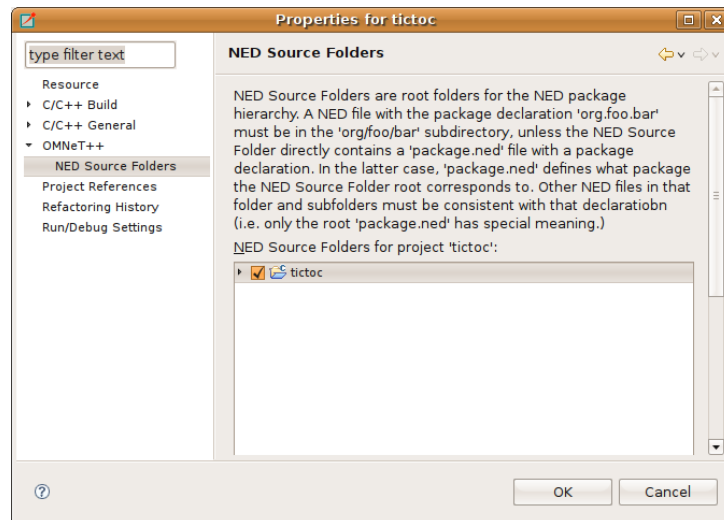 Properties for tictoc
type filter text
Resource
C/C++ Build
C/C++ General
OMNeT++
NED Source Folders
Project References
Refactoring History
Run/Debug Settings
NED Source Folders
NED Source Folders are root folders for the NED package
hierarchy. A NED file with the package declaration 'org.foo.bar'
must be in the 'org/foo/bar' subdirectory, unless the NED Source
Folder directly contains a 'package.ned' file with a package
declaration. In the latter case, 'package.ned' defines what package
the NED Source Folder root corresponds to. Other NED files in that
folder and subfolders must be consistent with that declaratiobn
(i.e. only the root 'package.ned' has special meaning.)
NED Source Folders for project 'tictoc':
tictoc
OK
Cancel